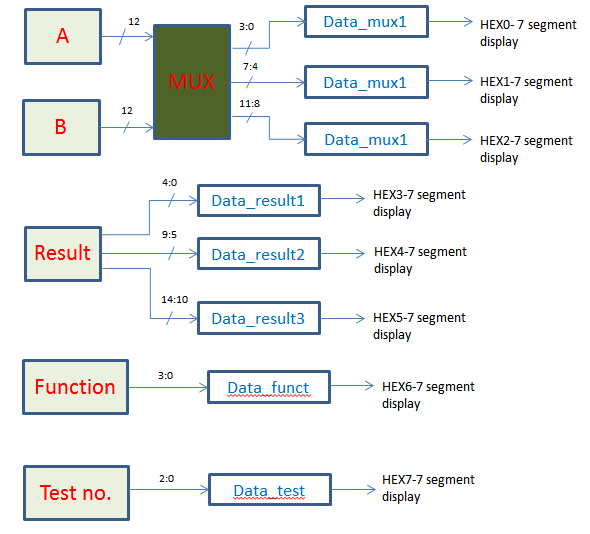 A
12
B
12
MUX
3:0
Data_mux1
HEX0- 7 segment
display
7:4
Data_mux1
HEX1-7 segment
display
11:8
Data_mux1
HEX2-7 segment
display
Result
4:0
Data_result1
HEX3-7 segment
display
9:5
Data_result2
HEX4-7 segment
display
14:10
Data_result3
HEX5-7 segment
display
Function
3:0
Data_funct
HEX6-7 segment
display
Test no.
2:0
Data_test
HEX7-7 segment
display